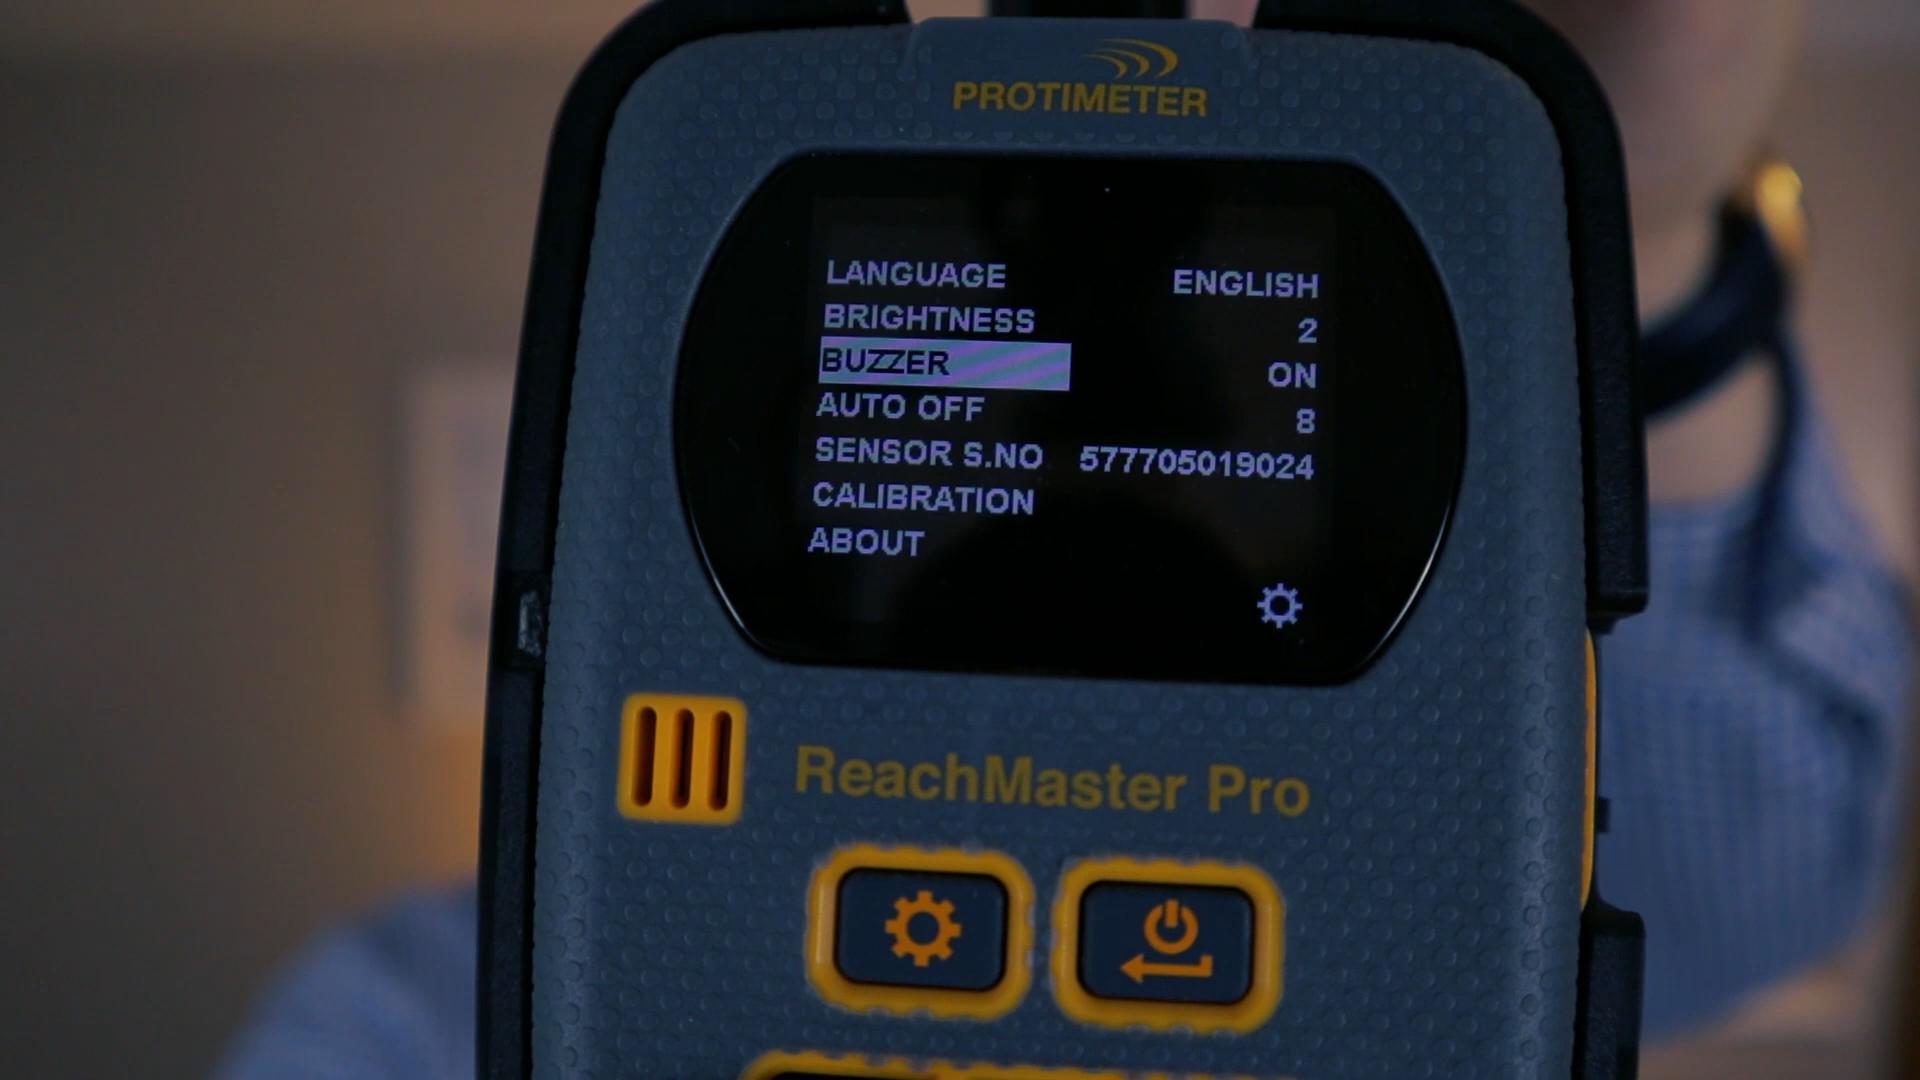 PROTIMETER
LANGUAGE ENGLISH
BRIGHTNESS 2
BUZZER ON
AUTO OFF 8
SENSOR S.NO 577705019024
CALIBRATION
ABOUT
ReachMaster Pro